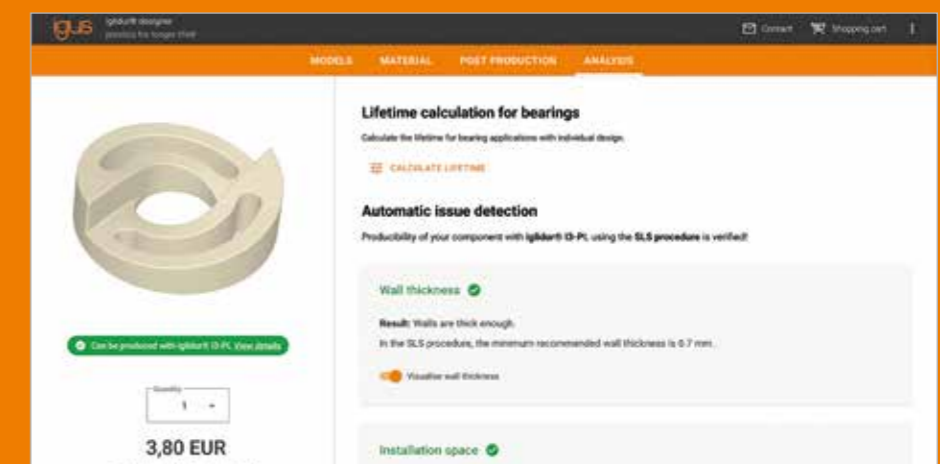 igus
iglidur® designer
plastics for longer life®
Contact
Shopping cart
MODELS
MATERIAL
POST PRODUCTION
ANALYSIS
Lifetime calculation for bearings
Calculate the lifetime for bearing applications with individual design.
CALCULATE LIFETIME
Automatic issue detection
Producibility of your component with iglidur® I3-PL using the SLS procedure is verified!
Wall thickness
Result: Walls are thick enough.
In the SLS procedure, the minimum recommended wall thickness is 0.7 mm.
Visualise wall thickness
Installation space
Can be produced with iglidur® I3-PL View details
Quantity
1
3,80 EUR